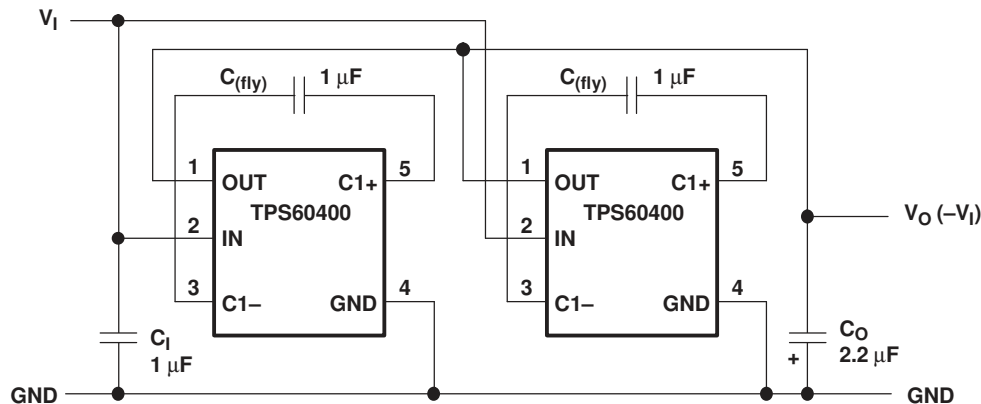 V_I
C_(fly) 1 μF
C_(fly) 1 μF
1
OUT
C1+
5
TPS60400
2
IN
3
C1–
GND
4
1
OUT
C1+
5
TPS60400
2
IN
3
C1–
GND
4
V_O (–V_I)
C_I
1 μF
C_O
2.2 μF
+
GND
GND